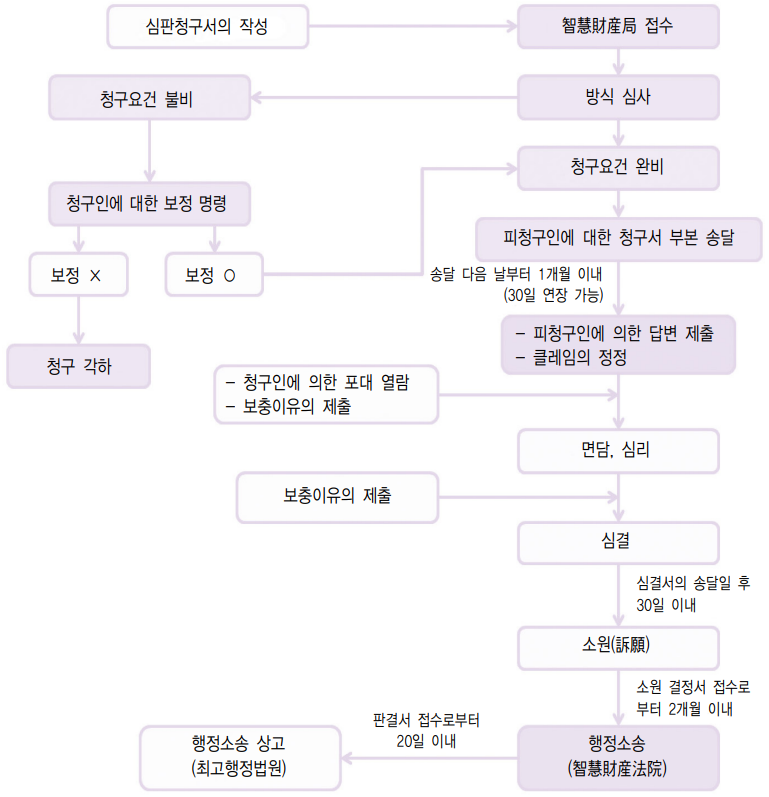 심판청구서의 작성
智慧財産局 접수
청구요건 불비
방식 심사
청구요건 완비
청구인에 대한 보정 명령
피청구인에 대한 청구서 부본 송달
보정 ×
보정 ○
송달 다음 날부터 1개월 이내
(30일 연장 가능)
청구 각하
- 피청구인에 의한 답변 제출
- 클레임의 정정
- 청구인에 의한 포대 열람
- 보충이유의 제출
면담, 심리
보충이유의 제출
심결
심결서의 송달일 후
30일 이내
소원(訴願)
소원 결정서 접수로
부터 2개월 이내
판결서 접수로부터
20일 이내
행정소송 상고
(최고행정법원)
행정소송
(智慧財産法院)